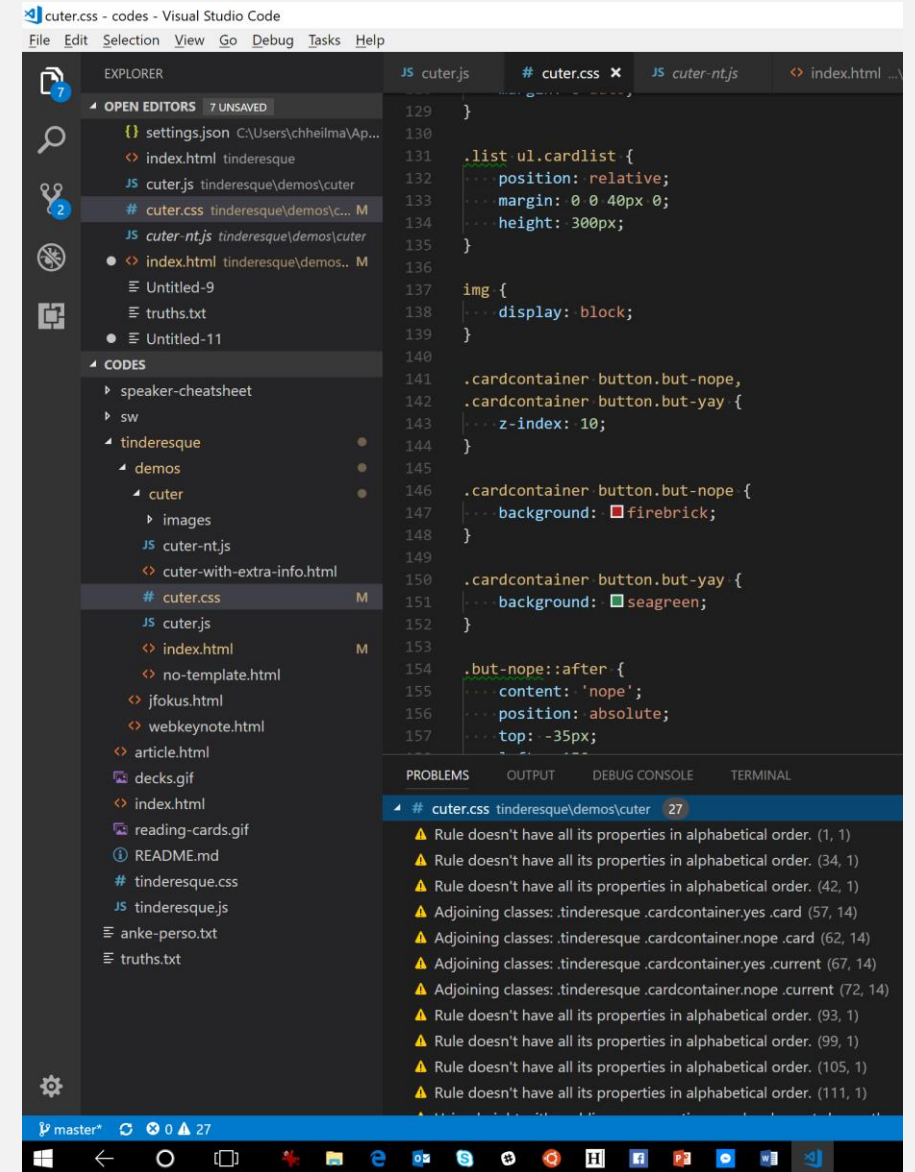 cuter.css - codes - Visual Studio Code
File Edit Selection View Go Debug Tasks Help
7
2
EXPLORER
OPEN EDITORS 7 UNSAVED
{} settings.json C:\Users\chheilma\Ap...
<> index.html tinderesque
JS cuter.js tinderesque\demos\cuter
# cuter.css tinderesque\demos\c... M
JS cuter-nt.js tinderesque\demos\cuter
<> index.html tinderesque\demos.. M
Untitled-9
truths.txt
Untitled-11
CODES
speaker-cheatsheet
sw
tinderesque
demos
cuter
images
JS cuter-nt.js
<> cuter-with-extra-info.html
# cuter.css M
JS cuter.js
<> index.html M
<> no-template.html
<> jfokus.html
<> webkeynote.html
<> article.html
decks.gif
<> index.html
reading-cards.gif
README.md
# tinderesque.css
JS tinderesque.js
anke-perso.txt
truths.txt
JS cuter.js # cuter.css × JS cuter-nt.js <> index.html ...\
129 }
130
131 .list ul.cardlist {
132 ····position: relative;
133 ····margin: 0 0 40px 0;
134 ····height: 300px;
135 }
136
137 img {
138 ····display: block;
139 }
140
141 .cardcontainer button.but-nope,
142 .cardcontainer button.but-yay {
143 ····z-index: 10;
144 }
145
146 .cardcontainer button.but-nope {
147 ····background: firebrick;
148 }
149
150 .cardcontainer button.but-yay {
151 ····background: seagreen;
152 }
153
154 .but-nope::after {
155 ····content: 'nope';
156 ····position: absolute;
157 ····top: -35px;
PROBLEMS OUTPUT DEBUG CONSOLE TERMINAL
# cuter.css tinderesque\demos\cuter 27
Rule doesn't have all its properties in alphabetical order. (1, 1)
Rule doesn't have all its properties in alphabetical order. (34, 1)
Rule doesn't have all its properties in alphabetical order. (42, 1)
Adjoining classes: .tinderesque .cardcontainer.yes .card (57, 14)
Adjoining classes: .tinderesque .cardcontainer.nope .card (62, 14)
Adjoining classes: .tinderesque .cardcontainer.yes .current (67, 14)
Adjoining classes: .tinderesque .cardcontainer.nope .current (72, 14)
Rule doesn't have all its properties in alphabetical order. (93, 1)
Rule doesn't have all its properties in alphabetical order. (99, 1)
Rule doesn't have all its properties in alphabetical order. (105, 1)
Rule doesn't have all its properties in alphabetical order. (111, 1)
master* 0 27